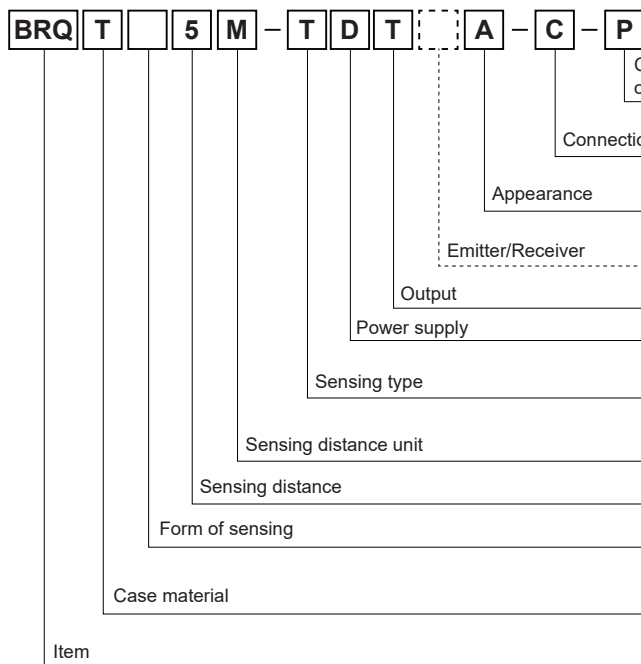 BRQ T 5 M - T D T A - C - P
Appearance
Emitter/Receiver
Output
Power supply
Sensing type
Sensing distance unit
Sensing distance
Form of sensing
Case material
Item